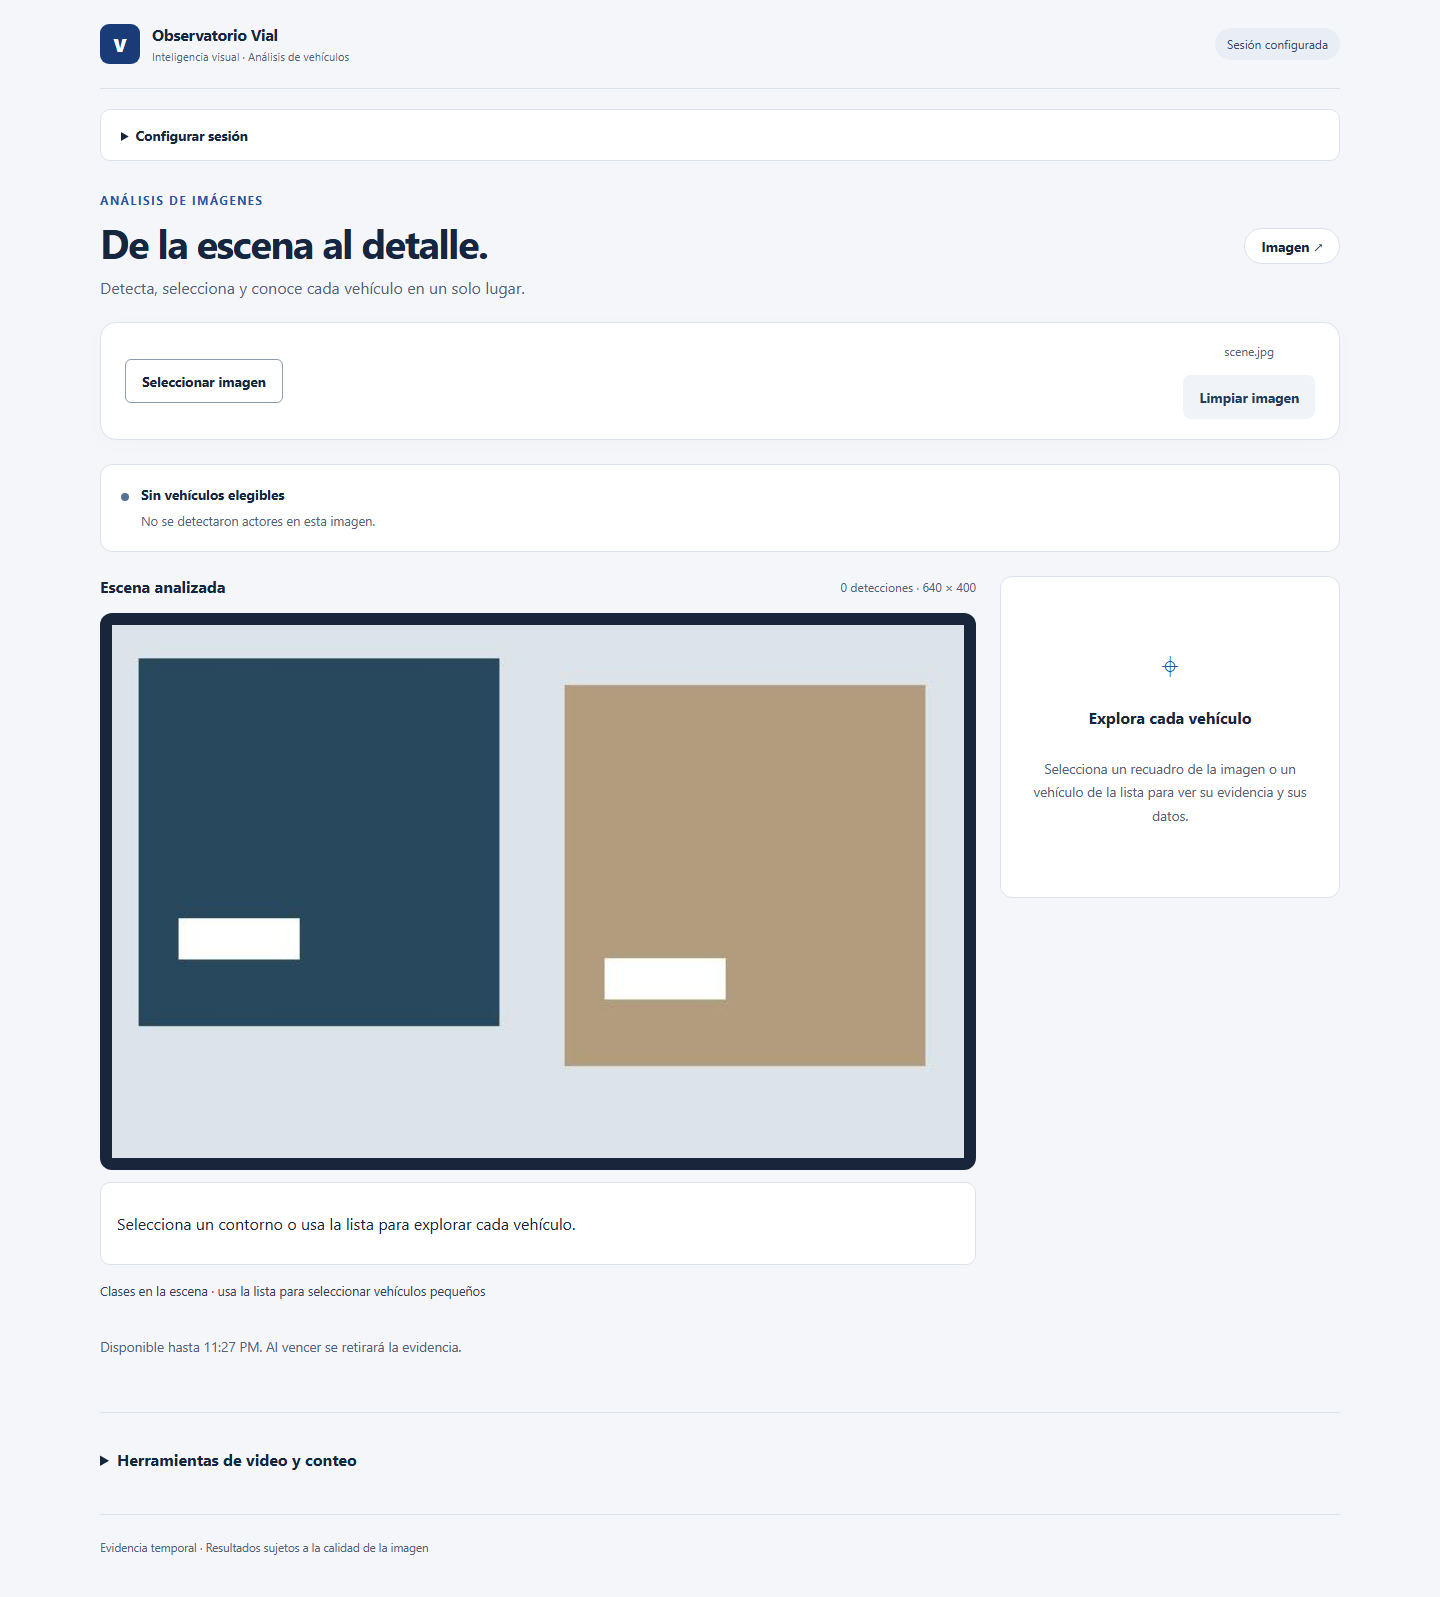 V
Observatorio Vial
Inteligencia visual · Análisis de vehículos
Sesión configurada
▶ Configurar sesión
ANÁLISIS DE IMÁGENES
De la escena al detalle.
Imagen ↗
Detecta, selecciona y conoce cada vehículo en un solo lugar.
Seleccionar imagen
scene.jpg
Limpiar imagen
Sin vehículos elegibles
No se detectaron actores en esta imagen.
Escena analizada
0 detecciones · 640 × 400
Explora cada vehículo
Selecciona un recuadro de la imagen o un
vehículo de la lista para ver su evidencia y sus
datos.
Selecciona un contorno o usa la lista para explorar cada vehículo.
Clases en la escena · usa la lista para seleccionar vehículos pequeños
Disponible hasta 11:27 PM. Al vencer se retirará la evidencia.
▶ Herramientas de video y conteo
Evidencia temporal · Resultados sujetos a la calidad de la imagen